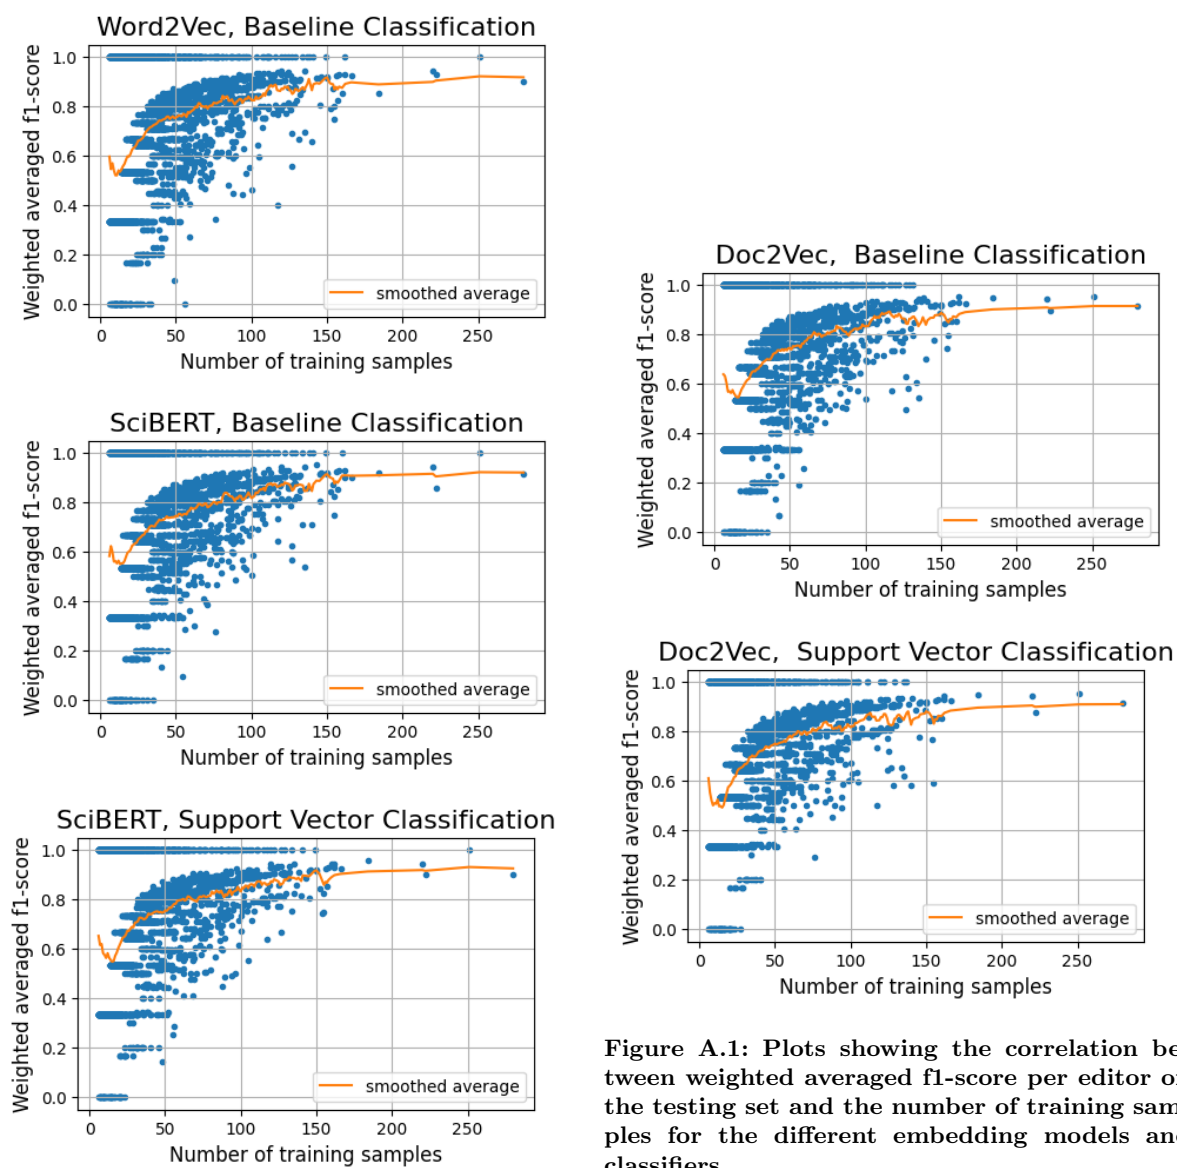 Word2Vec, Baseline Classification
Weighted averaged f1-score
1.0
0.8
0.6
0.4
0.2
0.0
smoothed average
0 50 100 150 200 250
Number of training samples
SciBERT, Baseline Classification
Weighted averaged f1-score
1.0
0.8
0.6
0.4
0.2
0.0
smoothed average
0 50 100 150 200 250
Number of training samples
SciBERT, Support Vector Classification
Weighted averaged f1-score
1.0
0.8
0.6
0.4
0.2
0.0
smoothed average
0 50 100 150 200 250
Number of training samples
Doc2Vec, Baseline Classification
Weighted averaged f1-score
1.0
0.8
0.6
0.4
0.2
0.0
smoothed average
0 50 100 150 200 250
Number of training samples
Doc2Vec, Support Vector Classification
Weighted averaged f1-score
1.0
0.8
0.6
0.4
0.2
0.0
smoothed average
0 50 100 150 200 250
Number of training samples
Figure A.1: Plots showing the correlation be
tween weighted averaged f1-score per editor on
the testing set and the number of training sam
ples for the different embedding models and
classifiers